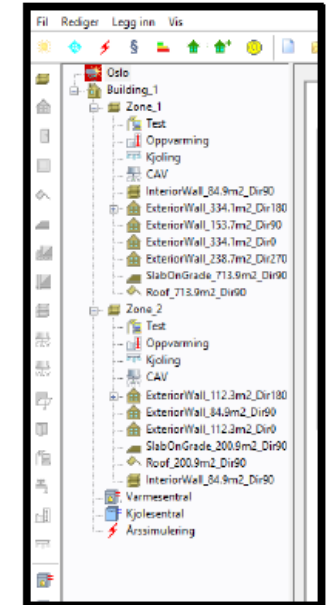 Fil Rediger Legg inn Vis
§
Oslo
Building_1
Zone_1
Test
Oppvarming
Kjoling
CAV
InteriorWall_84.9m2_Dir90
ExteriorWall_334.1m2_Dir180
ExteriorWall_153.7m2_Dir90
ExteriorWall_334.1m2_Dir0
ExteriorWall_238.7m2_Dir270
SlabOnGrade_713.9m2_Dir90
Roof_713.9m2_Dir90
Zone_2
Test
Oppvarming
Kjoling
CAV
ExteriorWall_112.3m2_Dir180
ExteriorWall_84.9m2_Dir90
ExteriorWall_112.3m2_Dir0
SlabOnGrade_200.9m2_Dir90
Roof_200.9m2_Dir90
InteriorWall_84.9m2_Dir90
Varmesentral
Kjolesentral
Årssimulering